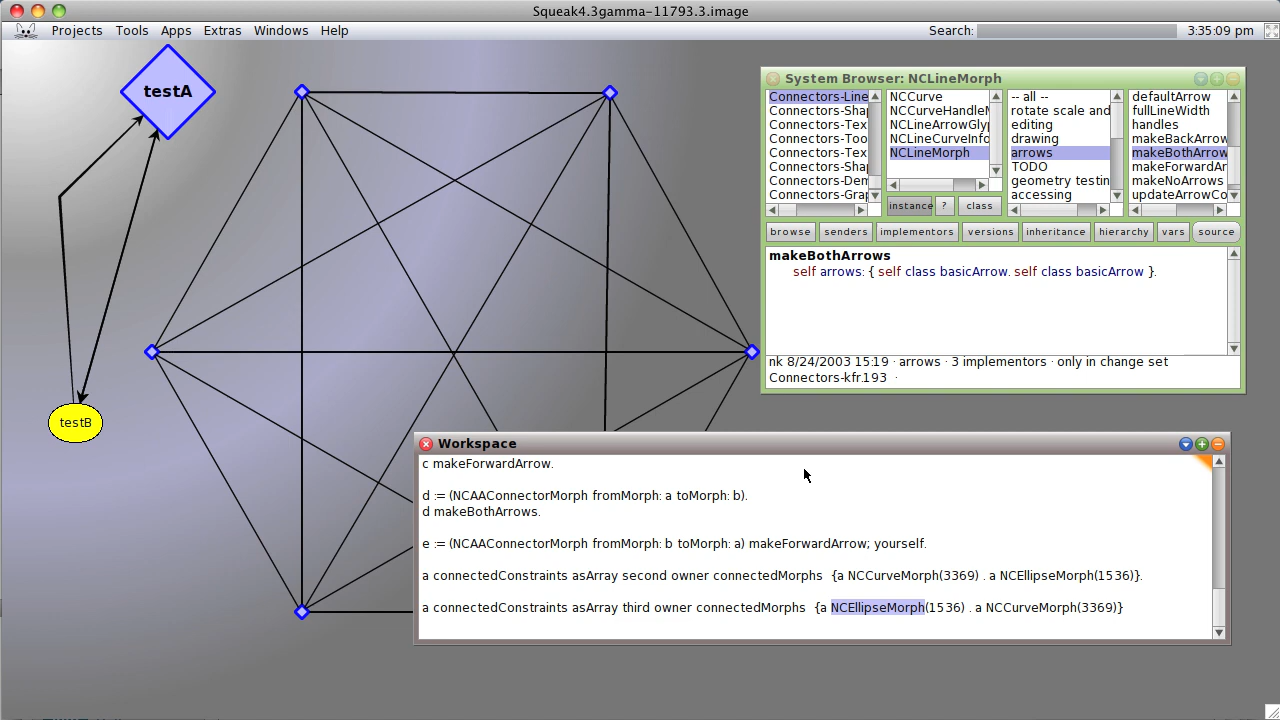 Squeak4.3gamma-11793.3.image
Projects Tools Apps Extras Windows Help Search: 3:35:09 pm
testA
testB
System Browser: NCLineMorph
Connectors-Line
Connectors-Shap
Connectors-Tex
Connectors-Too
Connectors-Tex
Connectors-Shap
Connectors-Dem
Connectors-Grap
NCCurve
NCCurveHandleM
NCLineArrowGlyp
NCLineCurveInfo
NCLineMorph
instance ? class
-- all --
rotate scale and
editing
drawing
arrows
TODO
geometry testin
accessing
defaultArrow
fullLineWidth
handles
makeBackArrow
makeBothArrow
makeForwardAr
makeNoArrows
updateArrowCo
browse senders implementors versions inheritance hierarchy vars source
makeBothArrows
self arrows: { self class basicArrow. self class basicArrow }.
nk 8/24/2003 15:19 · arrows · 3 implementors · only in change set
Connectors-kfr.193 ·
Workspace
c makeForwardArrow.
d := (NCAAConnectorMorph fromMorph: a toMorph: b).
d makeBothArrows.
e := (NCAAConnectorMorph fromMorph: b toMorph: a) makeForwardArrow; yourself.
a connectedConstraints asArray second owner connectedMorphs {a NCCurveMorph(3369) . a NCEllipseMorph(1536)}.
a connectedConstraints asArray third owner connectedMorphs {a NCEllipseMorph(1536) . a NCCurveMorph(3369)}